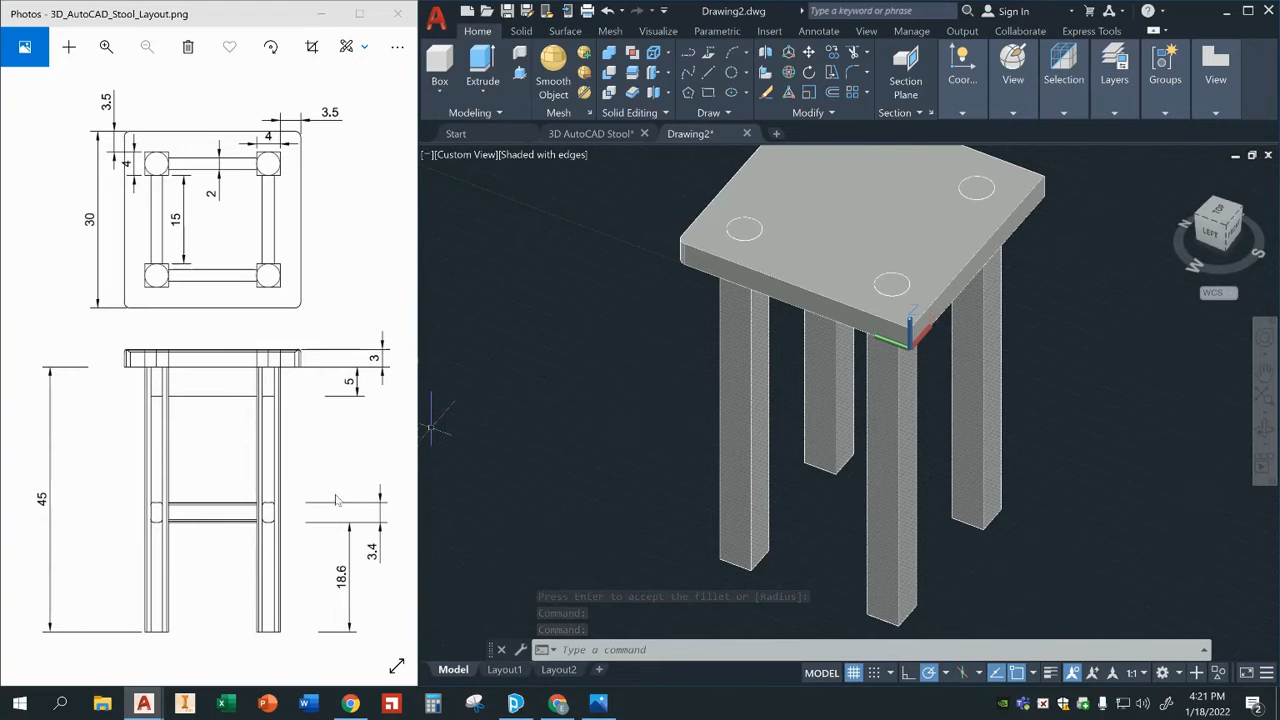 Photos - 3D_AutoCAD_Stool_Layout.png
Drawing2.dwg
Type a keyword or phrase
Sign In
Home
Solid
Surface
Mesh
Visualize
Parametric
Insert
Annotate
View
Manage
Output
Collaborate
Express Tools
Box
Extrude
Smooth
Object
Section
Plane
Coor...
View
Selection
Layers
Groups
View
Modeling
Mesh
Solid Editing
Draw
Modify
Section
Start
3D AutoCAD Stool*
Drawing2*
[−][Custom View][Shaded with edges]
3.5
3.5
4
4
2
15
30
3
5
45
3.4
18.6
TOP
LEFT
N
W
S
WCS
Z
Press Enter to accept the fillet or [Radius]:
Command:
Command:
Type a command
Model
Layout1
Layout2
MODEL
1:1
4:21 PM
1/18/2022
2